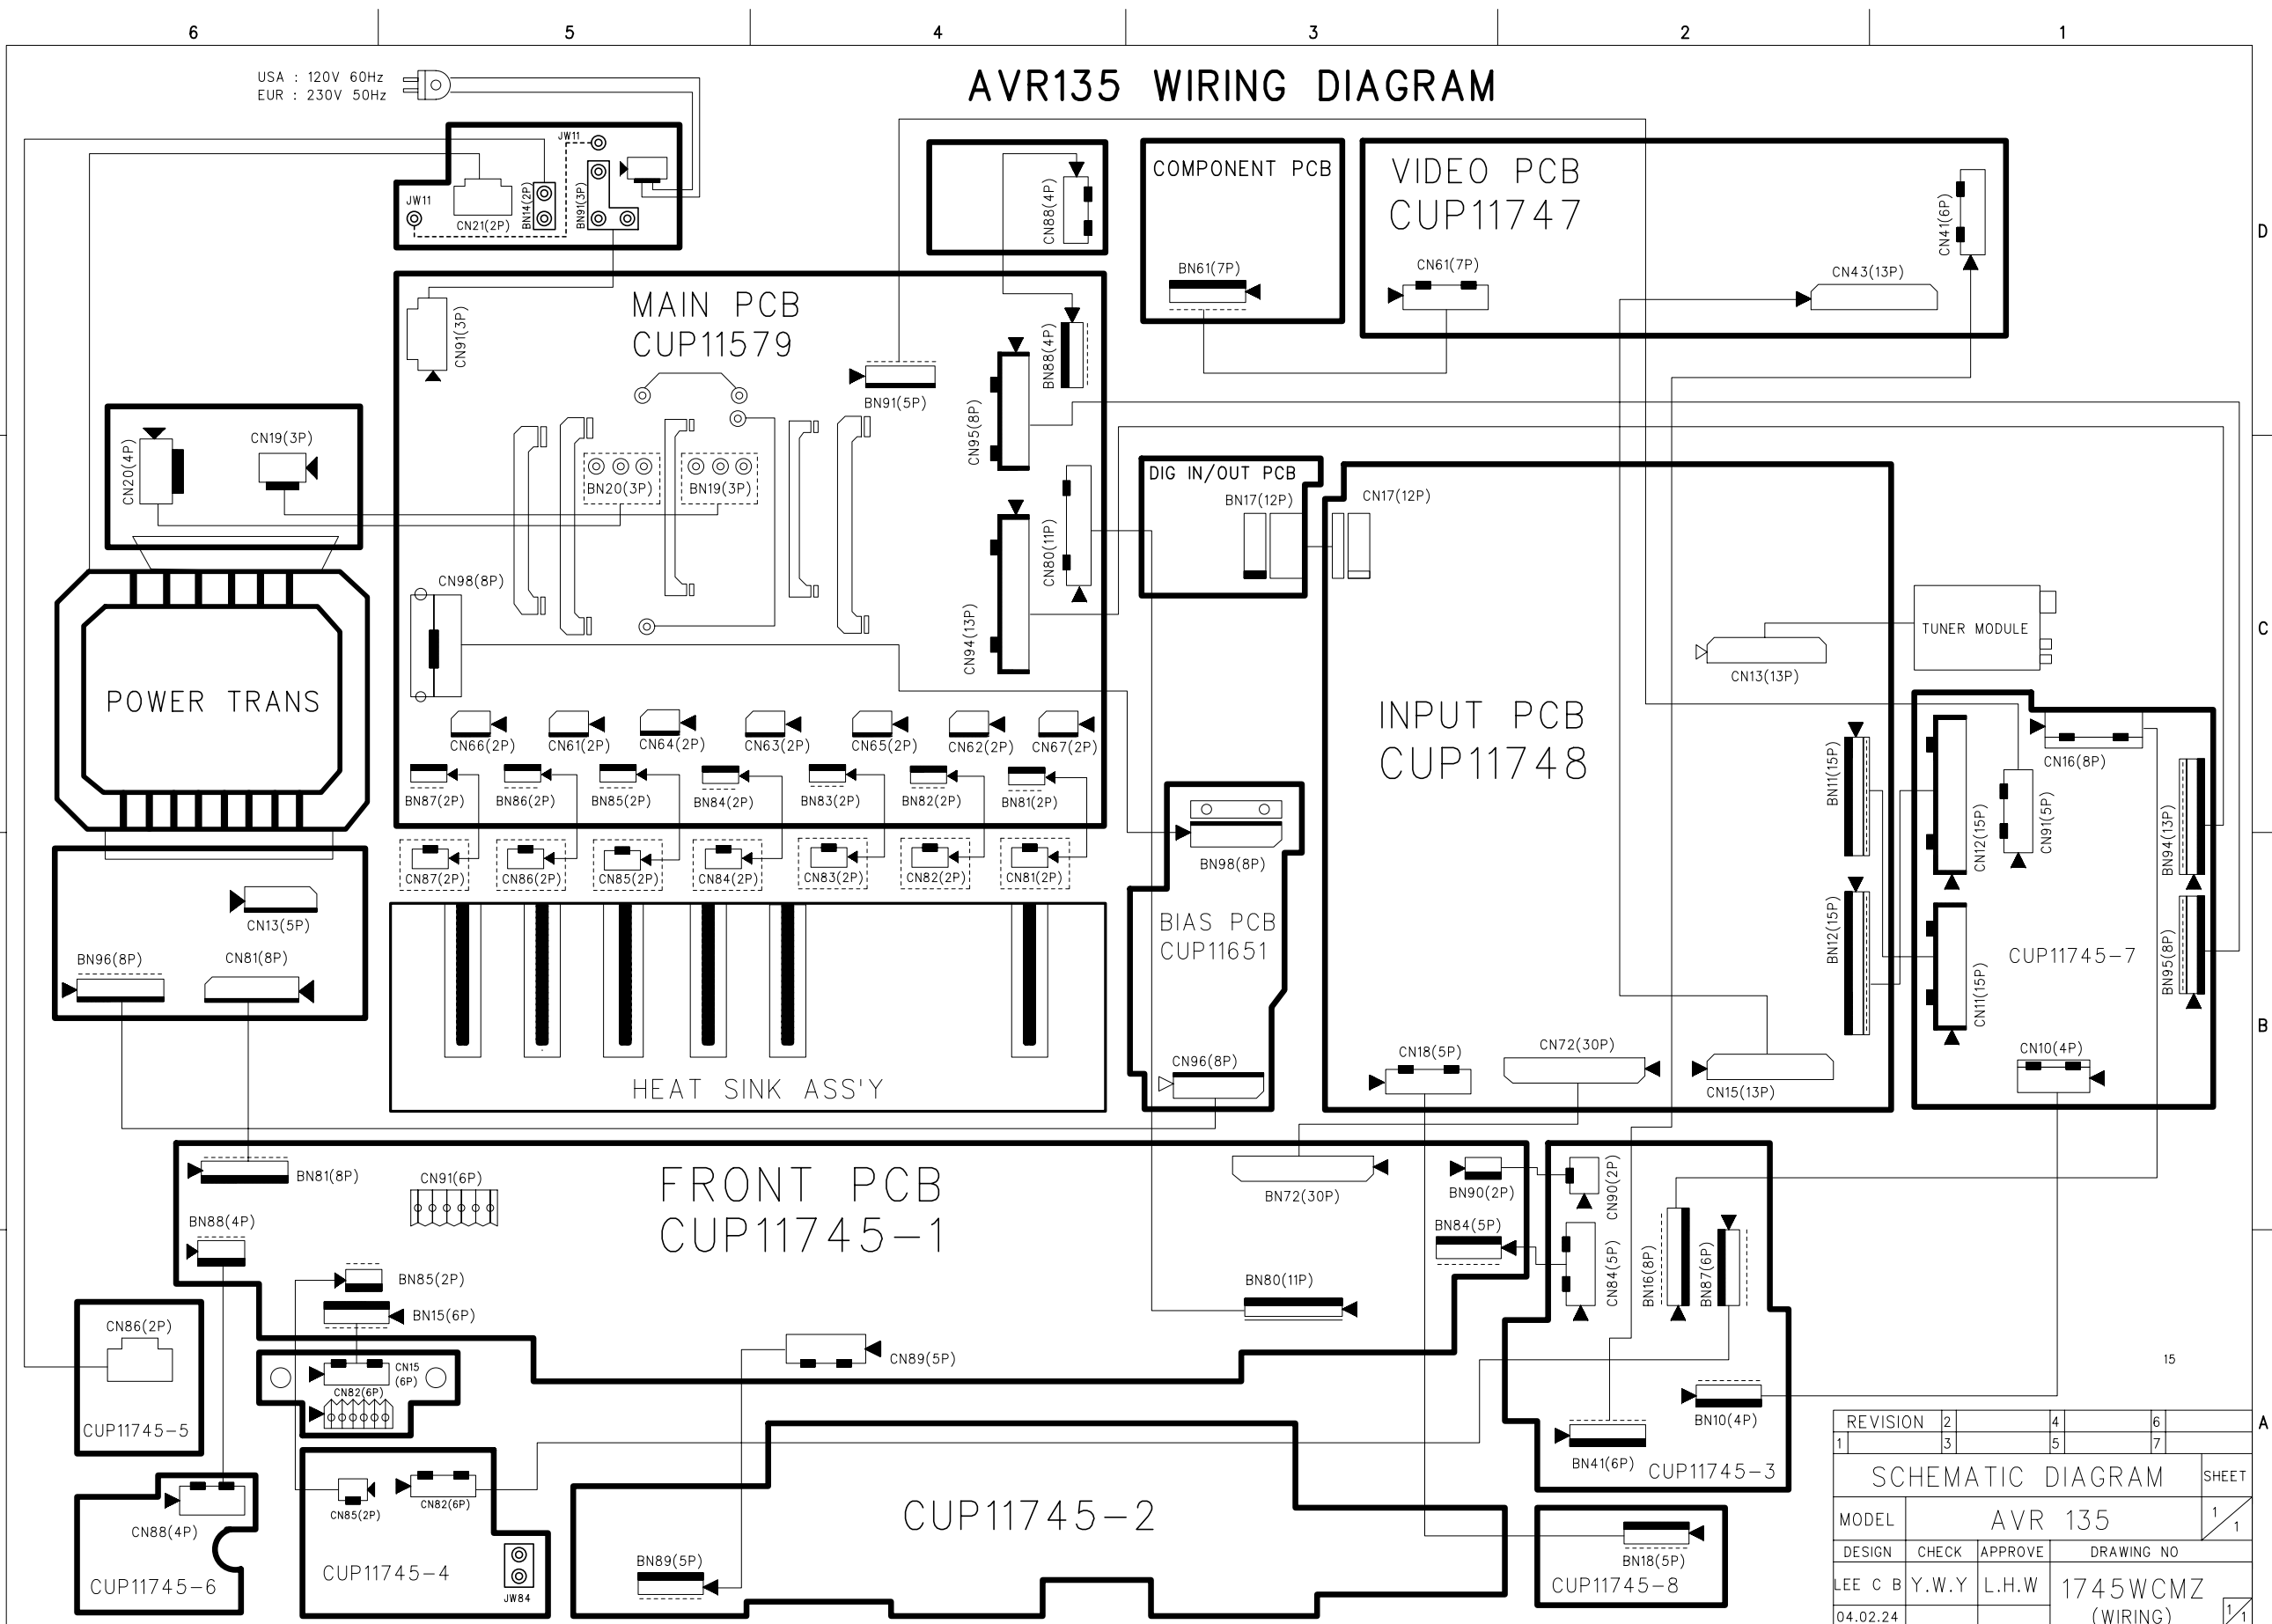 6 5 4 3 2 1
USA : 120V 60Hz
EUR : 230V 50Hz
AVR135 WIRING DIAGRAM
JW11
JW11
CN21(2P)
BN14(2P)
BN91(3P)
CN88(4P)
COMPONENT PCB
BN61(7P)
VIDEO PCB
CUP11747
CN61(7P)
CN43(13P)
CN41(6P)
D
MAIN PCB
CUP11579
CN91(3P)
BN91(5P)
BN88(4P)
CN95(8P)
CN20(4P)
CN19(3P)
BN20(3P)
BN19(3P)
CN80(11P)
CN94(13P)
CN98(8P)
DIG IN/OUT PCB
BN17(12P)
CN17(12P)
TUNER MODULE
CN13(13P)
C
POWER TRANS
INPUT PCB
CUP11748
CN66(2P)
CN61(2P)
CN64(2P)
CN63(2P)
CN65(2P)
CN62(2P)
CN67(2P)
BN87(2P)
BN86(2P)
BN85(2P)
BN84(2P)
BN83(2P)
BN82(2P)
BN81(2P)
CN87(2P)
CN86(2P)
CN85(2P)
CN84(2P)
CN83(2P)
CN82(2P)
CN81(2P)
BN11(15P)
BN12(15P)
CN12(15P)
CN11(15P)
CN16(8P)
CN91(5P)
BN94(13P)
BN95(8P)
CUP11745-7
CN10(4P)
B
BN98(8P)
BIAS PCB
CUP11651
CN96(8P)
CN13(5P)
BN96(8P)
CN81(8P)
HEAT SINK ASS'Y
CN18(5P)
CN72(30P)
CN15(13P)
FRONT PCB
CUP11745-1
BN81(8P)
CN91(6P)
BN88(4P)
BN85(2P)
BN15(6P)
BN72(30P)
BN90(2P)
BN84(5P)
BN80(11P)
CN89(5P)
CN90(2P)
CN84(5P)
BN16(8P)
BN87(6P)
BN10(4P)
BN41(6P)
CUP11745-3
CN86(2P)
CUP11745-5
CN15
(6P)
CN82(6P)
CN88(4P)
CUP11745-6
CN85(2P)
CN82(6P)
CUP11745-4
JW84
CUP11745-2
BN89(5P)
BN18(5P)
CUP11745-8
15
A
REVISION 2 4 6
1 3 5 7
SCHEMATIC DIAGRAM SHEET
MODEL AVR 135 1/1
DESIGN CHECK APPROVE DRAWING NO
LEE C B Y.W.Y L.H.W 1745WCMZ
04.02.24 (WIRING) 1/1